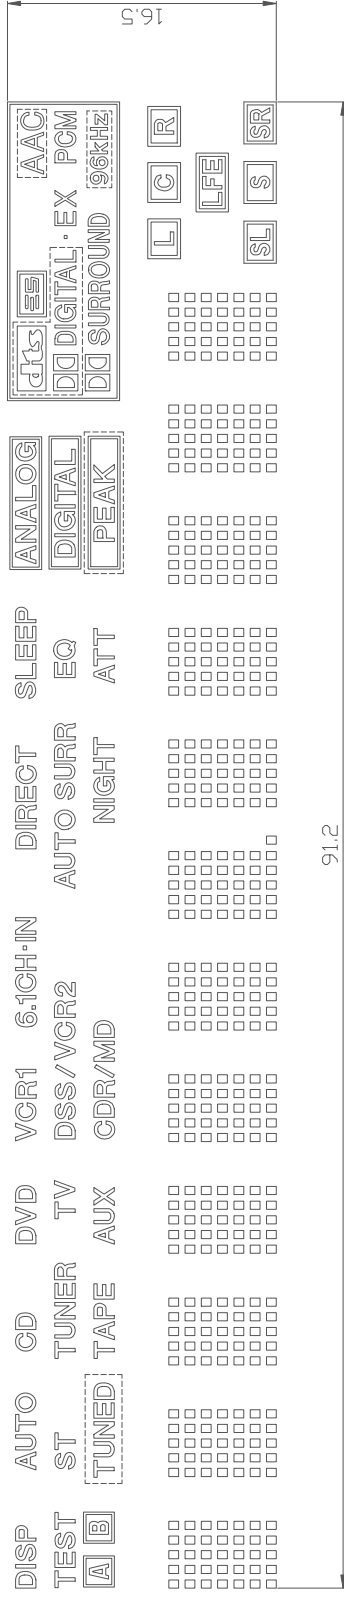 DISP AUTO CD DVD VCR1 6.1CH·IN DIRECT SLEEP ANALOG dts ES AAC
TEST ST TUNER TV DSS/VCR2 AUTO SURR EQ DIGITAL DIGITAL·EX PCM
A B TUNED TAPE AUX CDR/MD NIGHT ATT PEAK SURROUND 96kHz
L C R
LFE
SL S SR
16.5
91.2